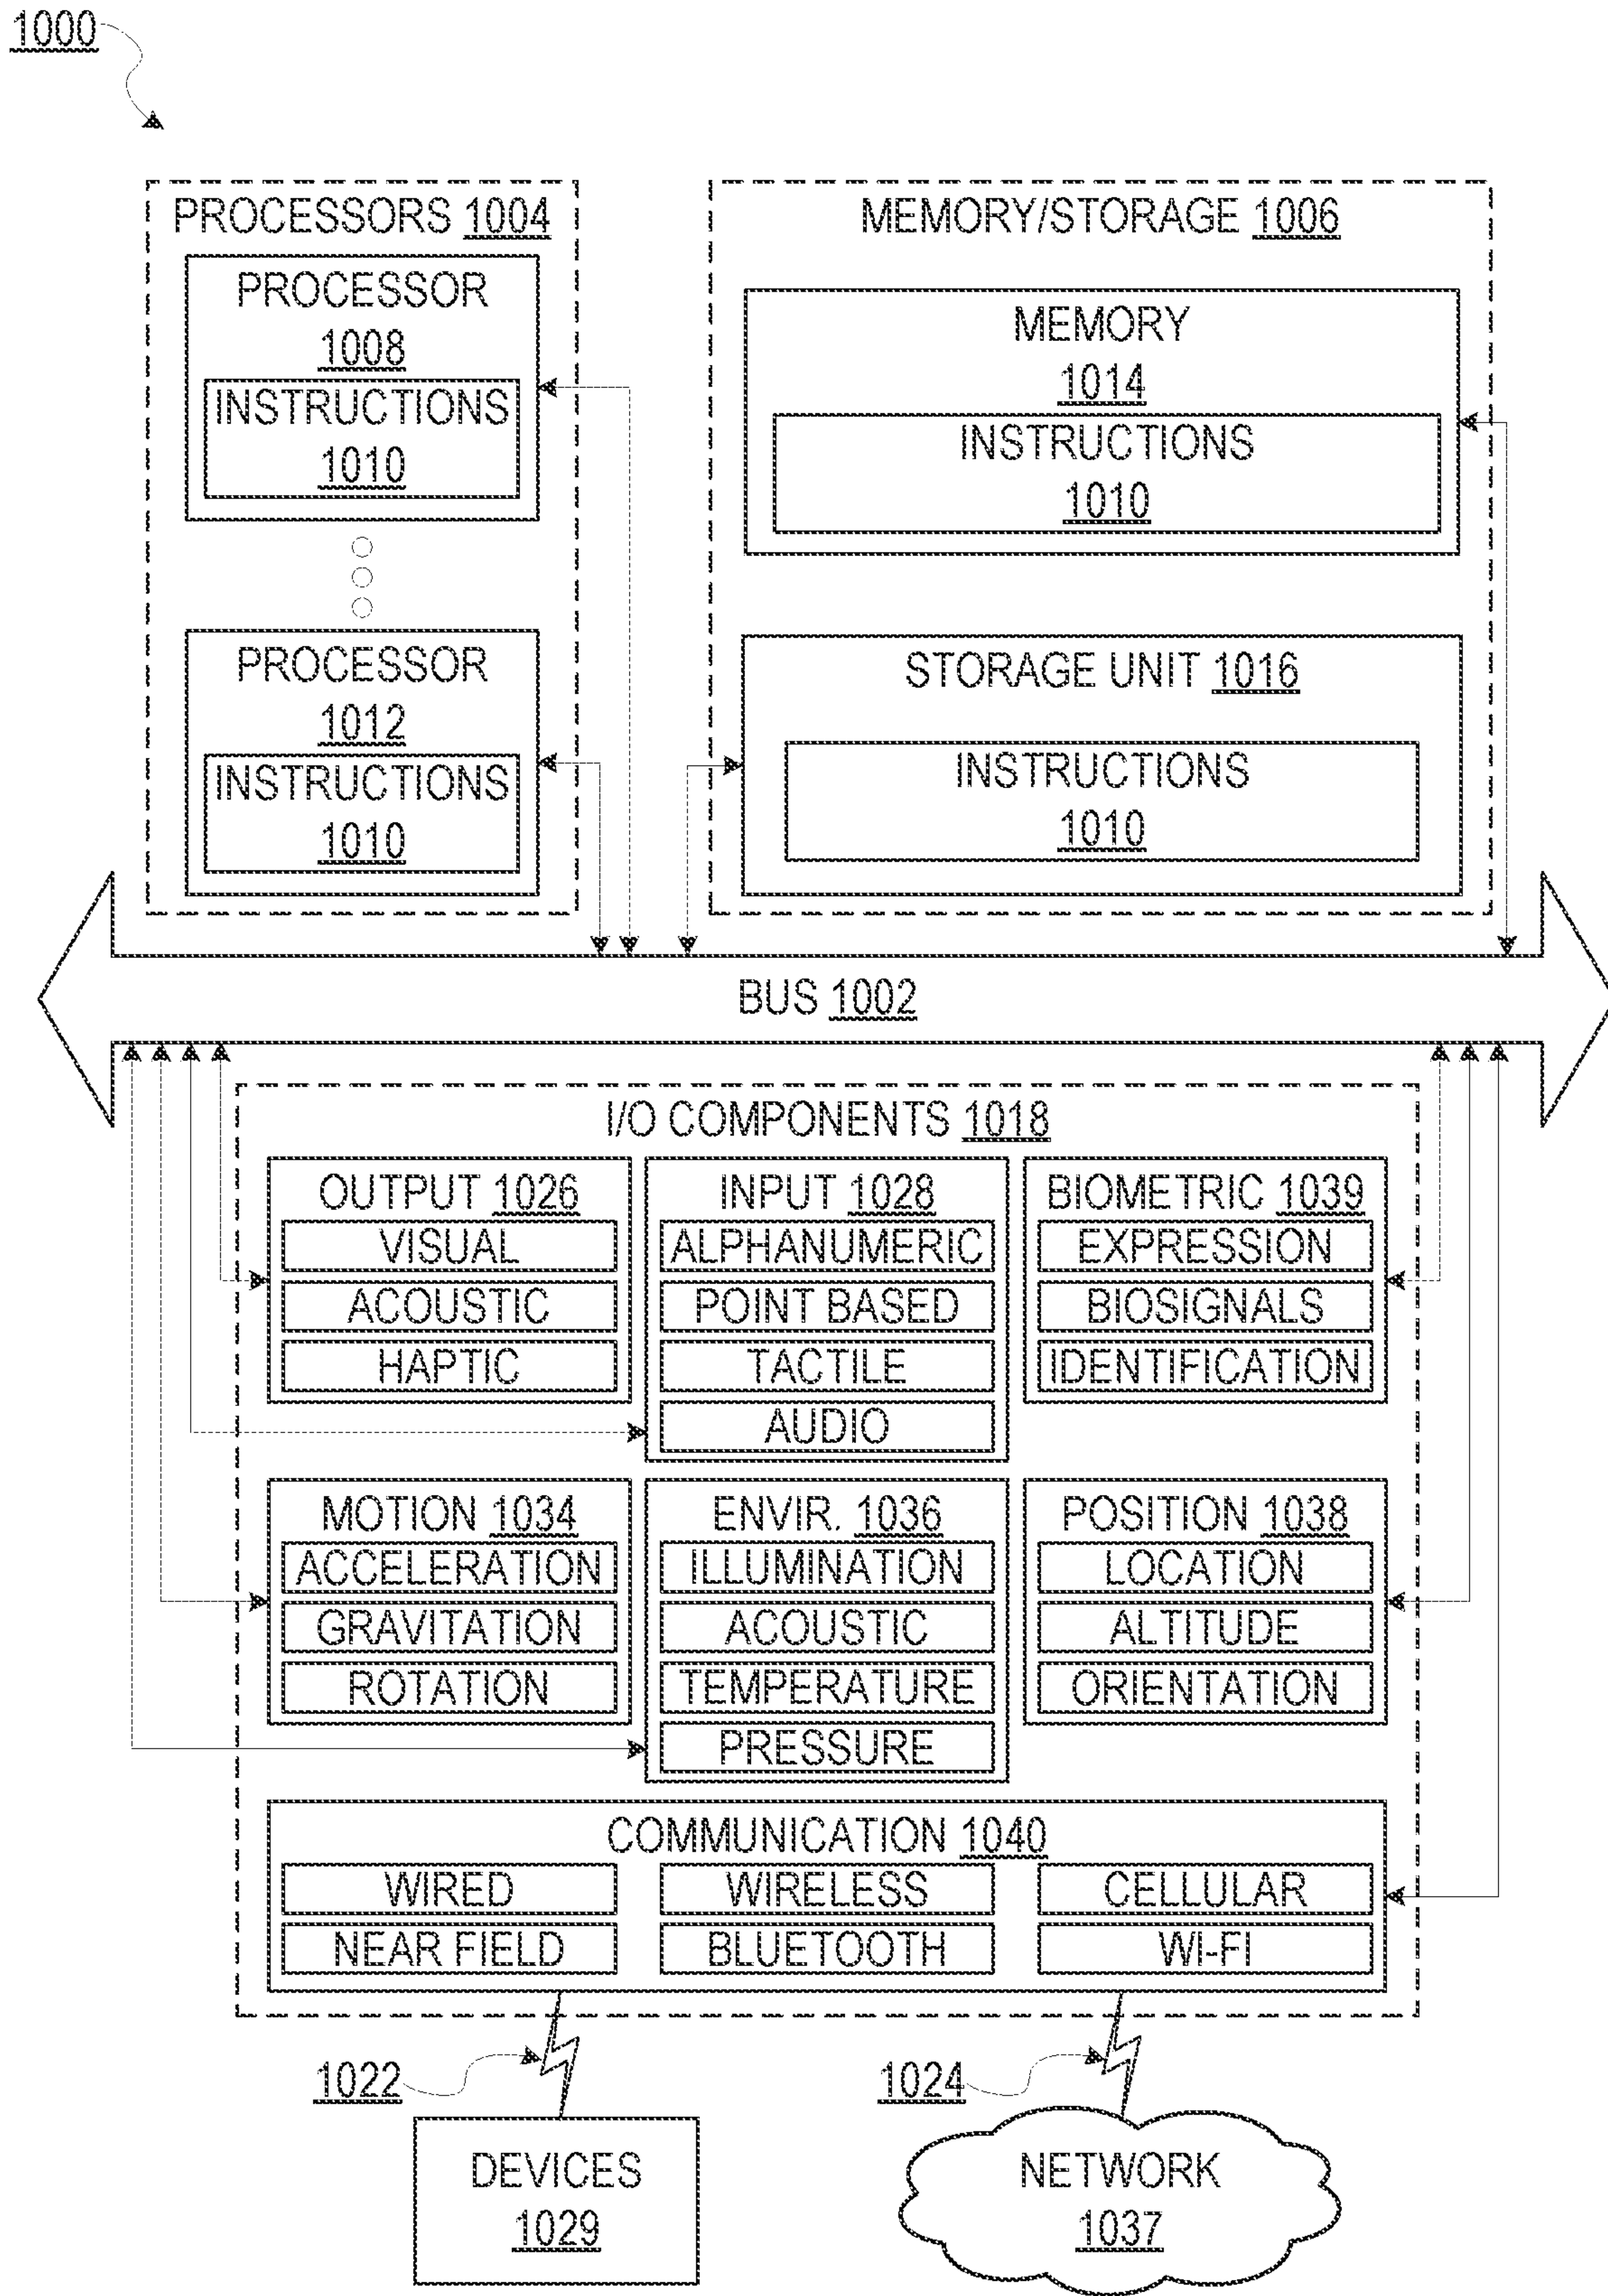 1000
PROCESSORS 1004
PROCESSOR
1008
INSTRUCTIONS
1010
PROCESSOR
1012
INSTRUCTIONS
1010
MEMORY/STORAGE 1006
MEMORY
1014
INSTRUCTIONS
1010
STORAGE UNIT 1016
INSTRUCTIONS
1010
BUS 1002
I/O COMPONENTS 1018
OUTPUT 1026
VISUAL
ACOUSTIC
HAPTIC
INPUT 1028
ALPHANUMERIC
POINT BASED
TACTILE
AUDIO
BIOMETRIC 1039
EXPRESSION
BIOSIGNALS
IDENTIFICATION
MOTION 1034
ACCELERATION
GRAVITATION
ROTATION
ENVIR. 1036
ILLUMINATION
ACOUSTIC
TEMPERATURE
PRESSURE
POSITION 1038
LOCATION
ALTITUDE
ORIENTATION
COMMUNICATION 1040
WIRED
WIRELESS
CELLULAR
NEAR FIELD
BLUETOOTH
WI-FI
1022
1024
DEVICES
1029
NETWORK
1037